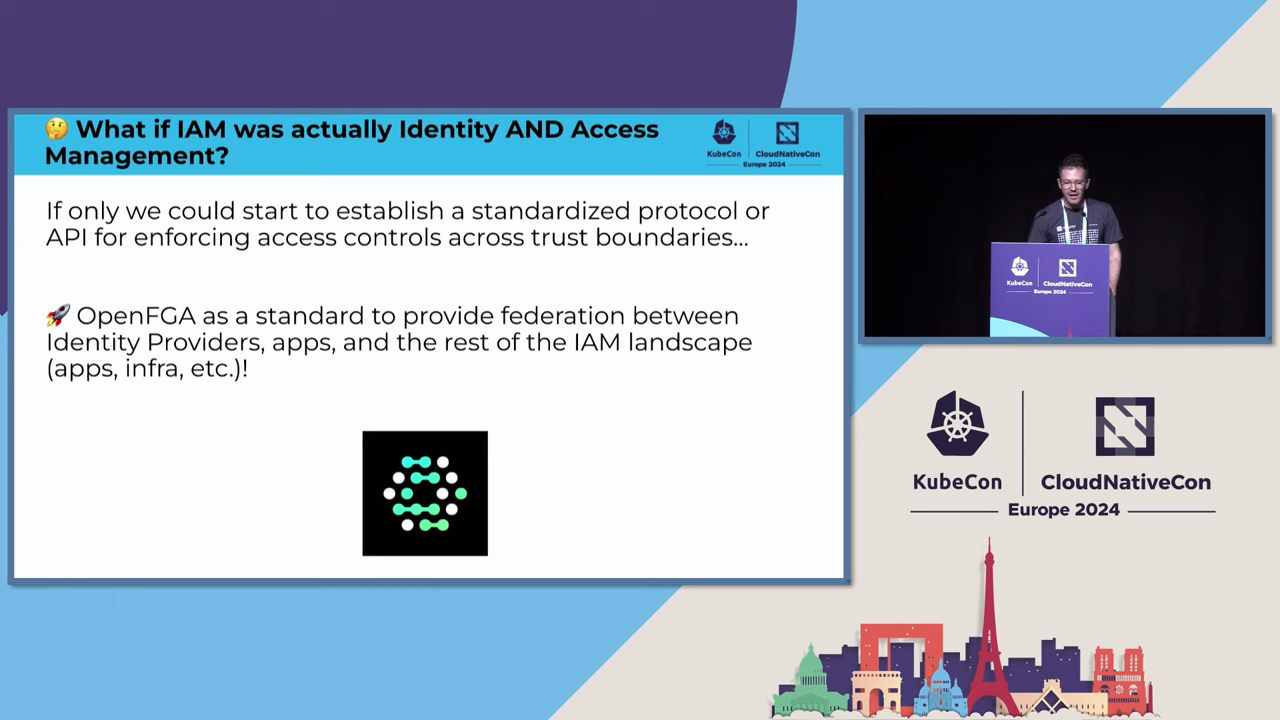 🤔 What if IAM was actually Identity AND Access
Management?
KubeCon
CloudNativeCon
Europe 2024
If only we could start to establish a standardized protocol or
API for enforcing access controls across trust boundaries...
🚀 OpenFGA as a standard to provide federation between
Identity Providers, apps, and the rest of the IAM landscape
(apps, infra, etc.)!
KubeCon
CloudNativeCon
Europe 2024
KubeCon
CloudNativeCon
Europe 2024